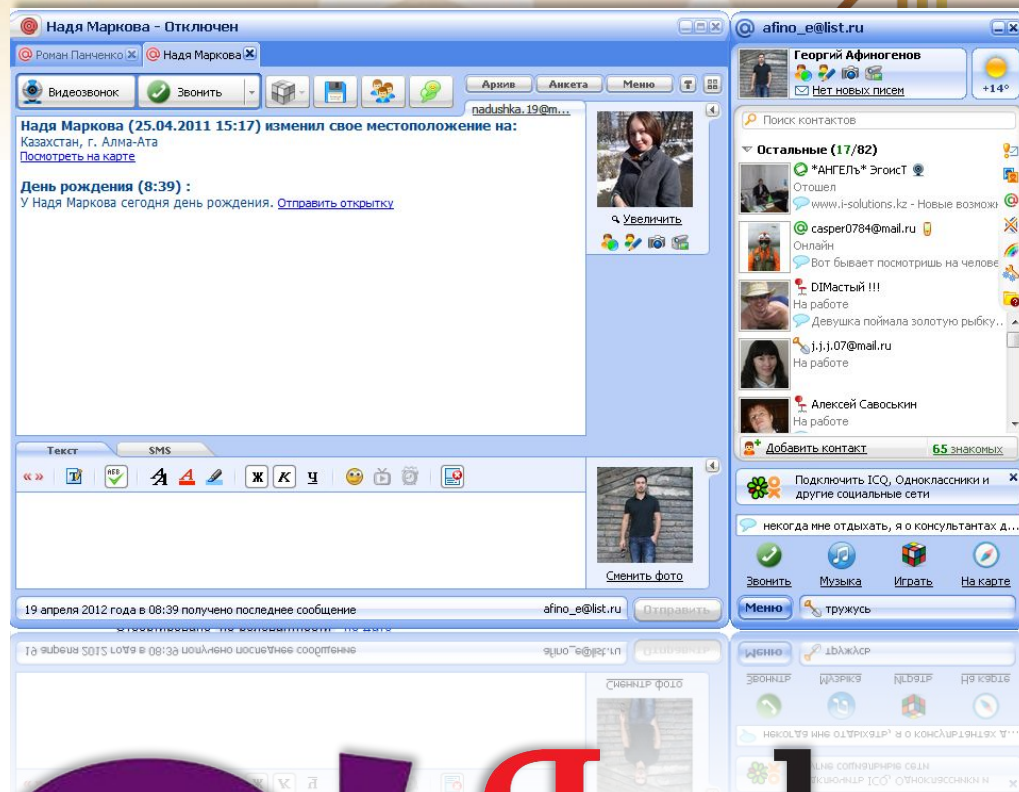 Надя Маркова - Отключен
Роман Панченко
Надя Маркова
Видеозвонок
Звонить
Архив
Анкета
Меню
nadushka.19@m...
Надя Маркова (25.04.2011 15:17) изменил свое местоположение на:
Казахстан, г. Алма-Ата
Посмотреть на карте
День рождения (8:39) :
У Надя Маркова сегодня день рождения. Отправить открытку
Увеличить
Текст
SMS
Ж К Ч
Сменить фото
19 апреля 2012 года в 08:39 получено последнее сообщение
afino_e@list.ru
Отправить
afino_e@list.ru
Георгий Афиногенов
Нет новых писем
+14°
Поиск контактов
Остальные (17/82)
*АНГЕЛЪ* ЭгоисТ
Отошел
www.i-solutions.kz - Новые возможн
casper0784@mail.ru
Онлайн
Вот бывает посмотришь на челове
DIМастый !!!
На работе
Девушка поймала золотую рыбку..
j.j.j.07@mail.ru
На работе
Алексей Савоськин
На работе
Добавить контакт
65 знакомых
Подключить ICQ, Одноклассники и
другие социальные сети
некогда мне отдыхать, я о консультантах д...
Звонить
Музыка
Играть
На карте
Меню
тружусь